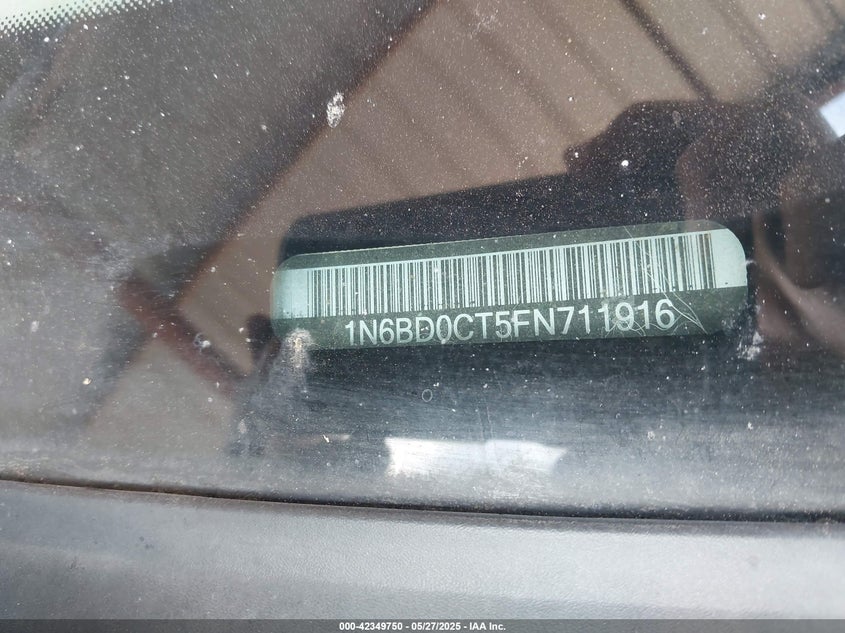 1N6BD0CT5FN711916
000-42349750 — 05/27/2025 — IAA Inc.